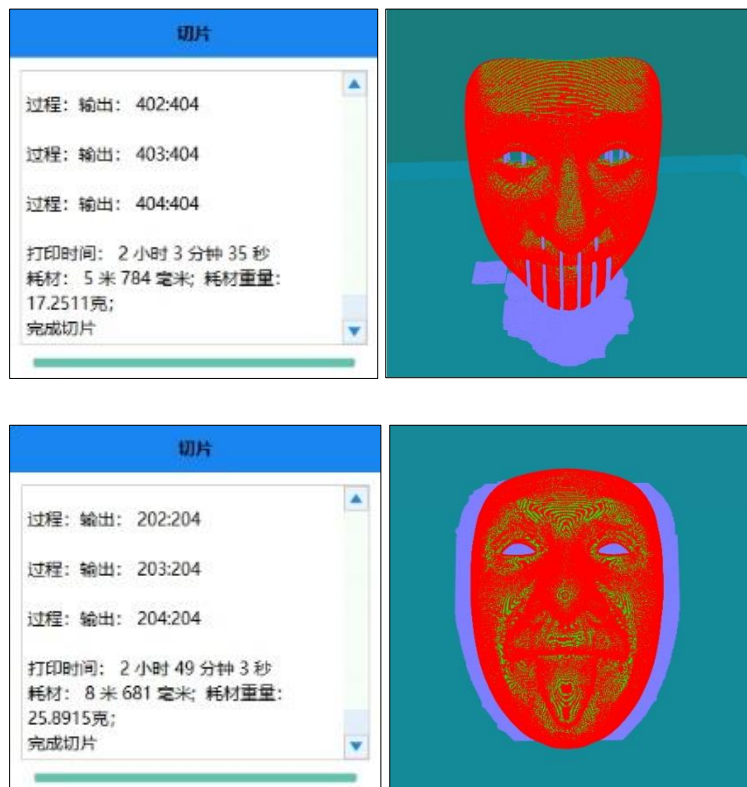 切片
过程：输出： 402:404
过程：输出： 403:404
过程：输出： 404:404
打印时间： 2 小时 3 分钟 35 秒
耗材： 5 米 784 毫米; 耗材重量：
17.2511克;
完成切片
切片
过程：输出： 202:204
过程：输出： 203:204
过程：输出： 204:204
打印时间： 2 小时 49 分钟 3 秒
耗材： 8 米 681 毫米; 耗材重量：
25.8915克;
完成切片